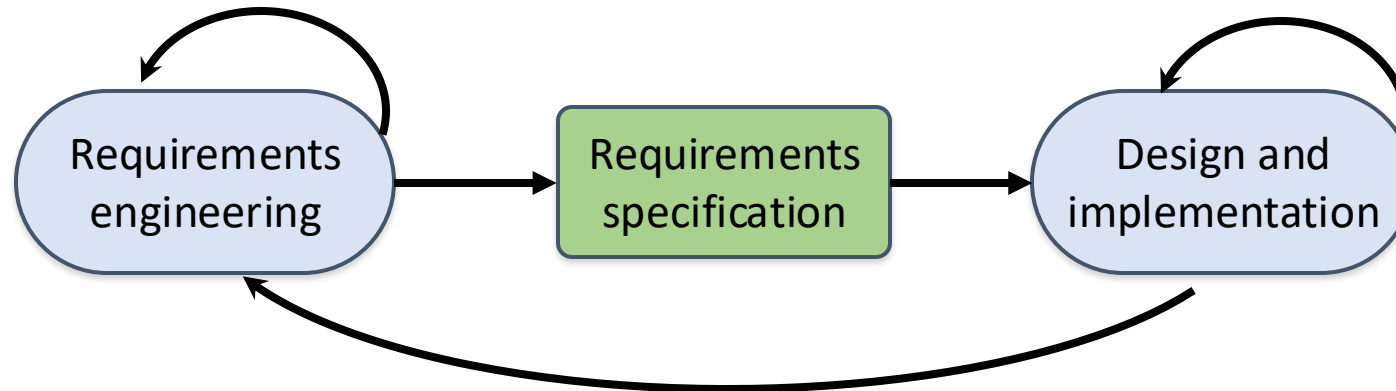 Requirements
engineering
Requirements
specification
Design and
implementation